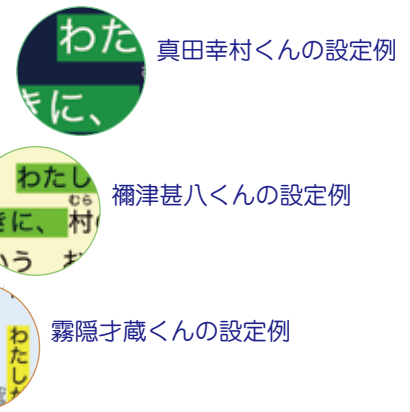 わた
きに、
真田幸村くんの設定例
わたし
むら
きに、村
いう お
禰津甚八くんの設定例
わたし
霧隠才蔵くんの設定例